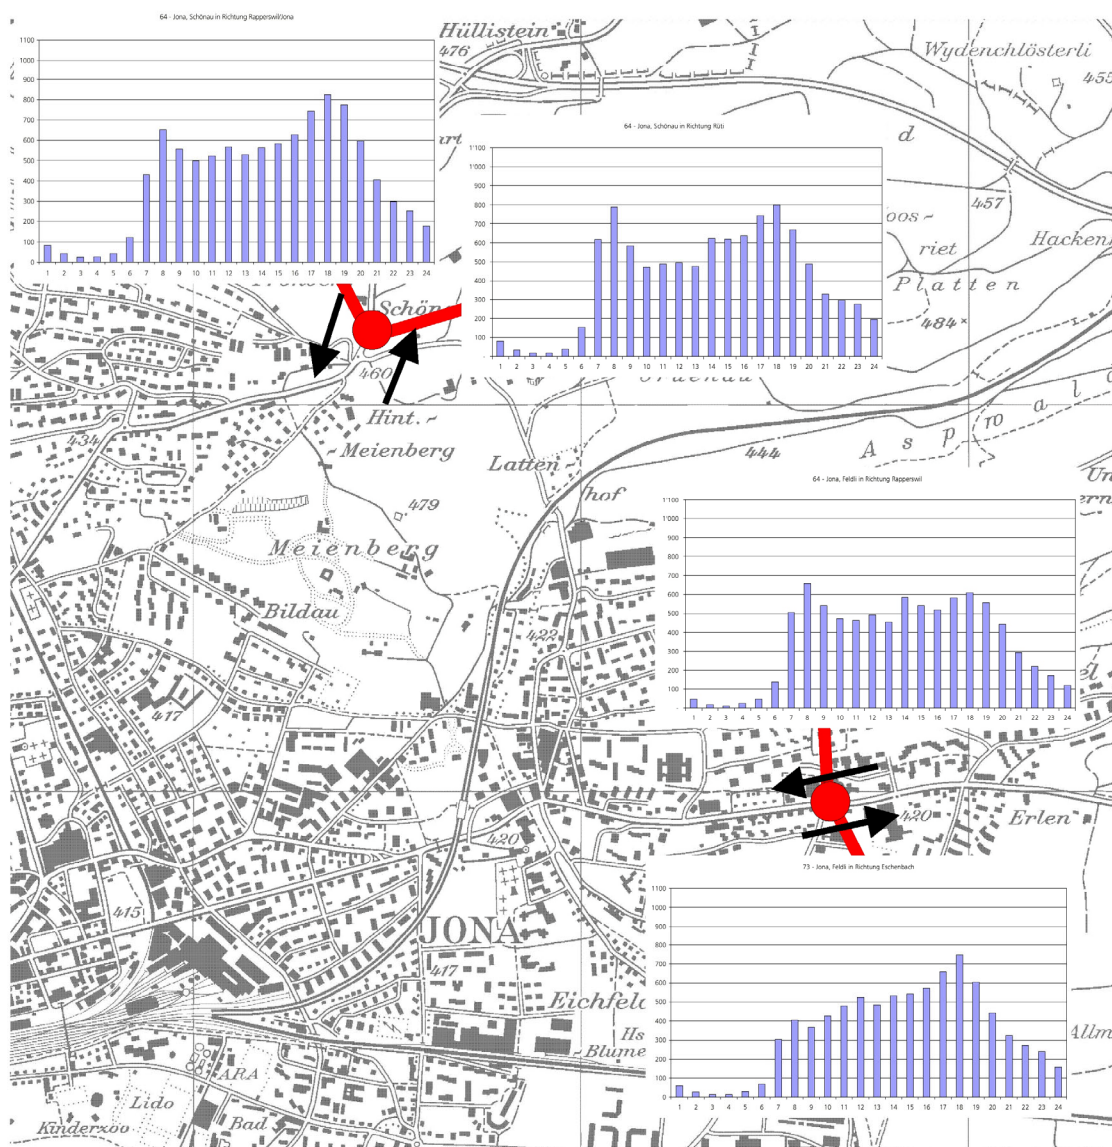 64 - Jona, Schönau in Richtung Rapperswil/Jona
1100
1000
900
800
700
600
500
400
300
200
100
0
1 2 3 4 5 6 7 8 9 10 11 12 13 14 15 16 17 18 19 20 21 22 23 24
Hüllistein
476
Wydenchlösterli
455
64 - Jona, Schönau in Richtung Rüti
1'100
1'000
900
800
700
600
500
400
300
200
100
-
1 2 3 4 5 6 7 8 9 10 11 12 13 14 15 16 17 18 19 20 21 22 23 24
d
457
riet
Platten
484
Schön
460
Hint.-
Meienberg
434
Latten-
hof
444
Aspwald
479
Meienberg
Bildau
422
417
64 - Jona, Feldli in Richtung Rapperswil
1'100
1'000
900
800
700
600
500
400
300
200
100
-
1 2 3 4 5 6 7 8 9 10 11 12 13 14 15 16 17 18 19 20 21 22 23 24
420
Erlen
420
415
JONA
417
Eichfeld
Blume
ARA
Lido
Bad
Kinderzoo
73 - Jona, Feldli in Richtung Eschenbach
1100
1000
900
800
700
600
500
400
300
200
100
0
1 2 3 4 5 6 7 8 9 10 11 12 13 14 15 16 17 18 19 20 21 22 23 24
Allm